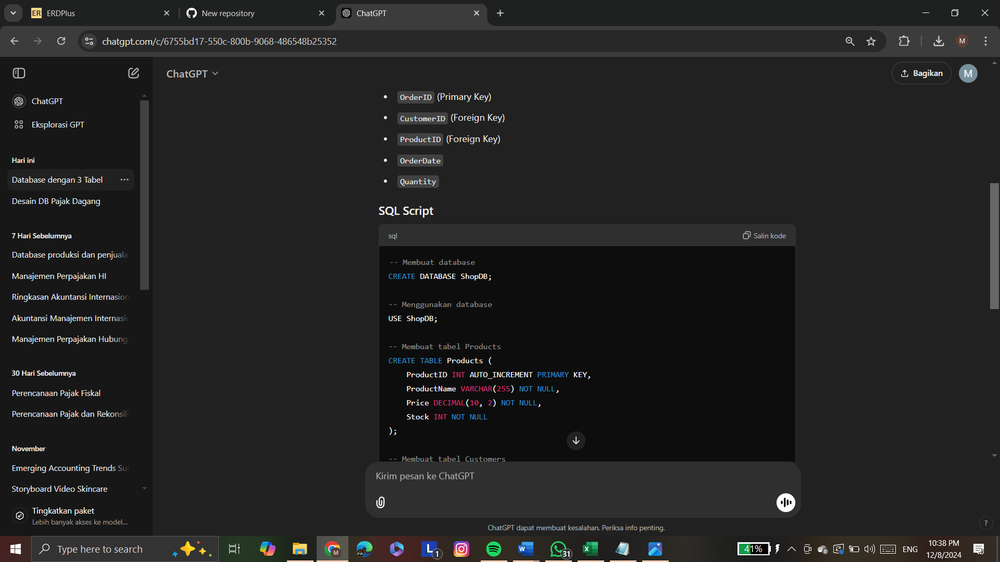 ER ERDPlus
New repository
ChatGPT
chatgpt.com/c/6755bd17-550c-800b-9068-486548b25352
M
ChatGPT
Eksplorasi GPT
Hari ini
Database dengan 3 Tabel
Desain DB Pajak Dagang
7 Hari Sebelumnya
Database produksi dan penjuala
Manajemen Perpajakan HI
Ringkasan Akuntansi Internasion
Akuntansi Manajemen Internasic
Manajemen Perpajakan Hubung
30 Hari Sebelumnya
Perencanaan Pajak Fiskal
Perencanaan Pajak dan Rekonsili
November
Emerging Accounting Trends Su
Storyboard Video Skincare
Tingkatkan paket
Lebih banyak akses ke model...
ChatGPT
Bagikan
M
• OrderID (Primary Key)
• CustomerID (Foreign Key)
• ProductID (Foreign Key)
• OrderDate
• Quantity
SQL Script
sql
Salin kode
-- Membuat database
CREATE DATABASE ShopDB;
-- Menggunakan database
USE ShopDB;
-- Membuat tabel Products
CREATE TABLE Products (
ProductID INT AUTO_INCREMENT PRIMARY KEY,
ProductName VARCHAR(255) NOT NULL,
Price DECIMAL(10, 2) NOT NULL,
Stock INT NOT NULL
);
-- Membuat tabel Customers
Kirim pesan ke ChatGPT
ChatGPT dapat membuat kesalahan. Periksa info penting.
?
Type here to search
M
L 1
W
31
X
41%
ENG
10:38 PM
12/8/2024